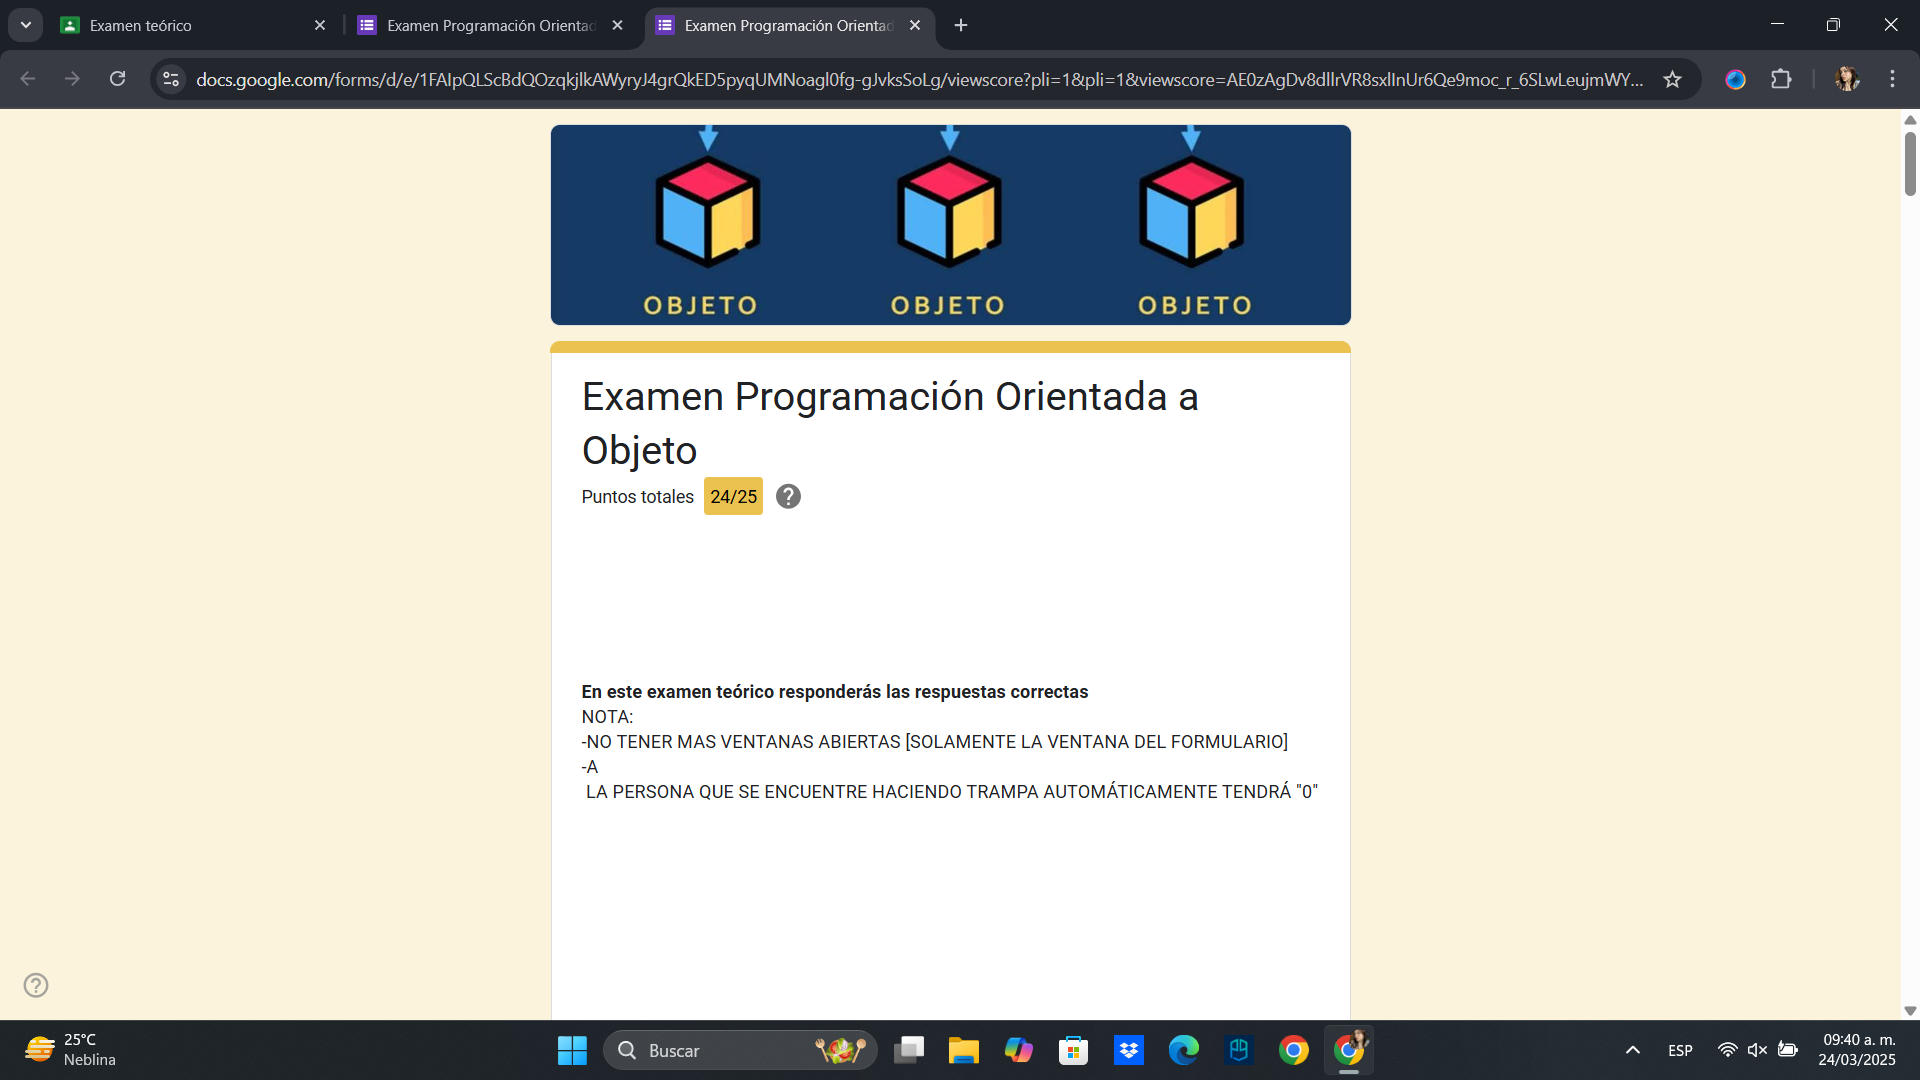 Examen teórico
Examen Programación Orientad
Examen Programación Orientad
docs.google.com/forms/d/e/1FAIpQLScBdQOzqkjlkAWyryJ4grQkED5pyqUMNoagl0fg-gJvksSoLg/viewscore?pli=1&pli=1&viewscore=AE0zAgDv8dlIrVR8sxlInUr6Qe9moc_r_6SLwLeujmWY...
OBJETO OBJETO OBJETO
Examen Programación Orientada a
Objeto
Puntos totales 24/25
En este examen teórico responderás las respuestas correctas
NOTA:
-NO TENER MAS VENTANAS ABIERTAS [SOLAMENTE LA VENTANA DEL FORMULARIO]
-A
LA PERSONA QUE SE ENCUENTRE HACIENDO TRAMPA AUTOMÁTICAMENTE TENDRÁ "0"
25°C
Neblina
Buscar
ESP
09:40 a. m.
24/03/2025